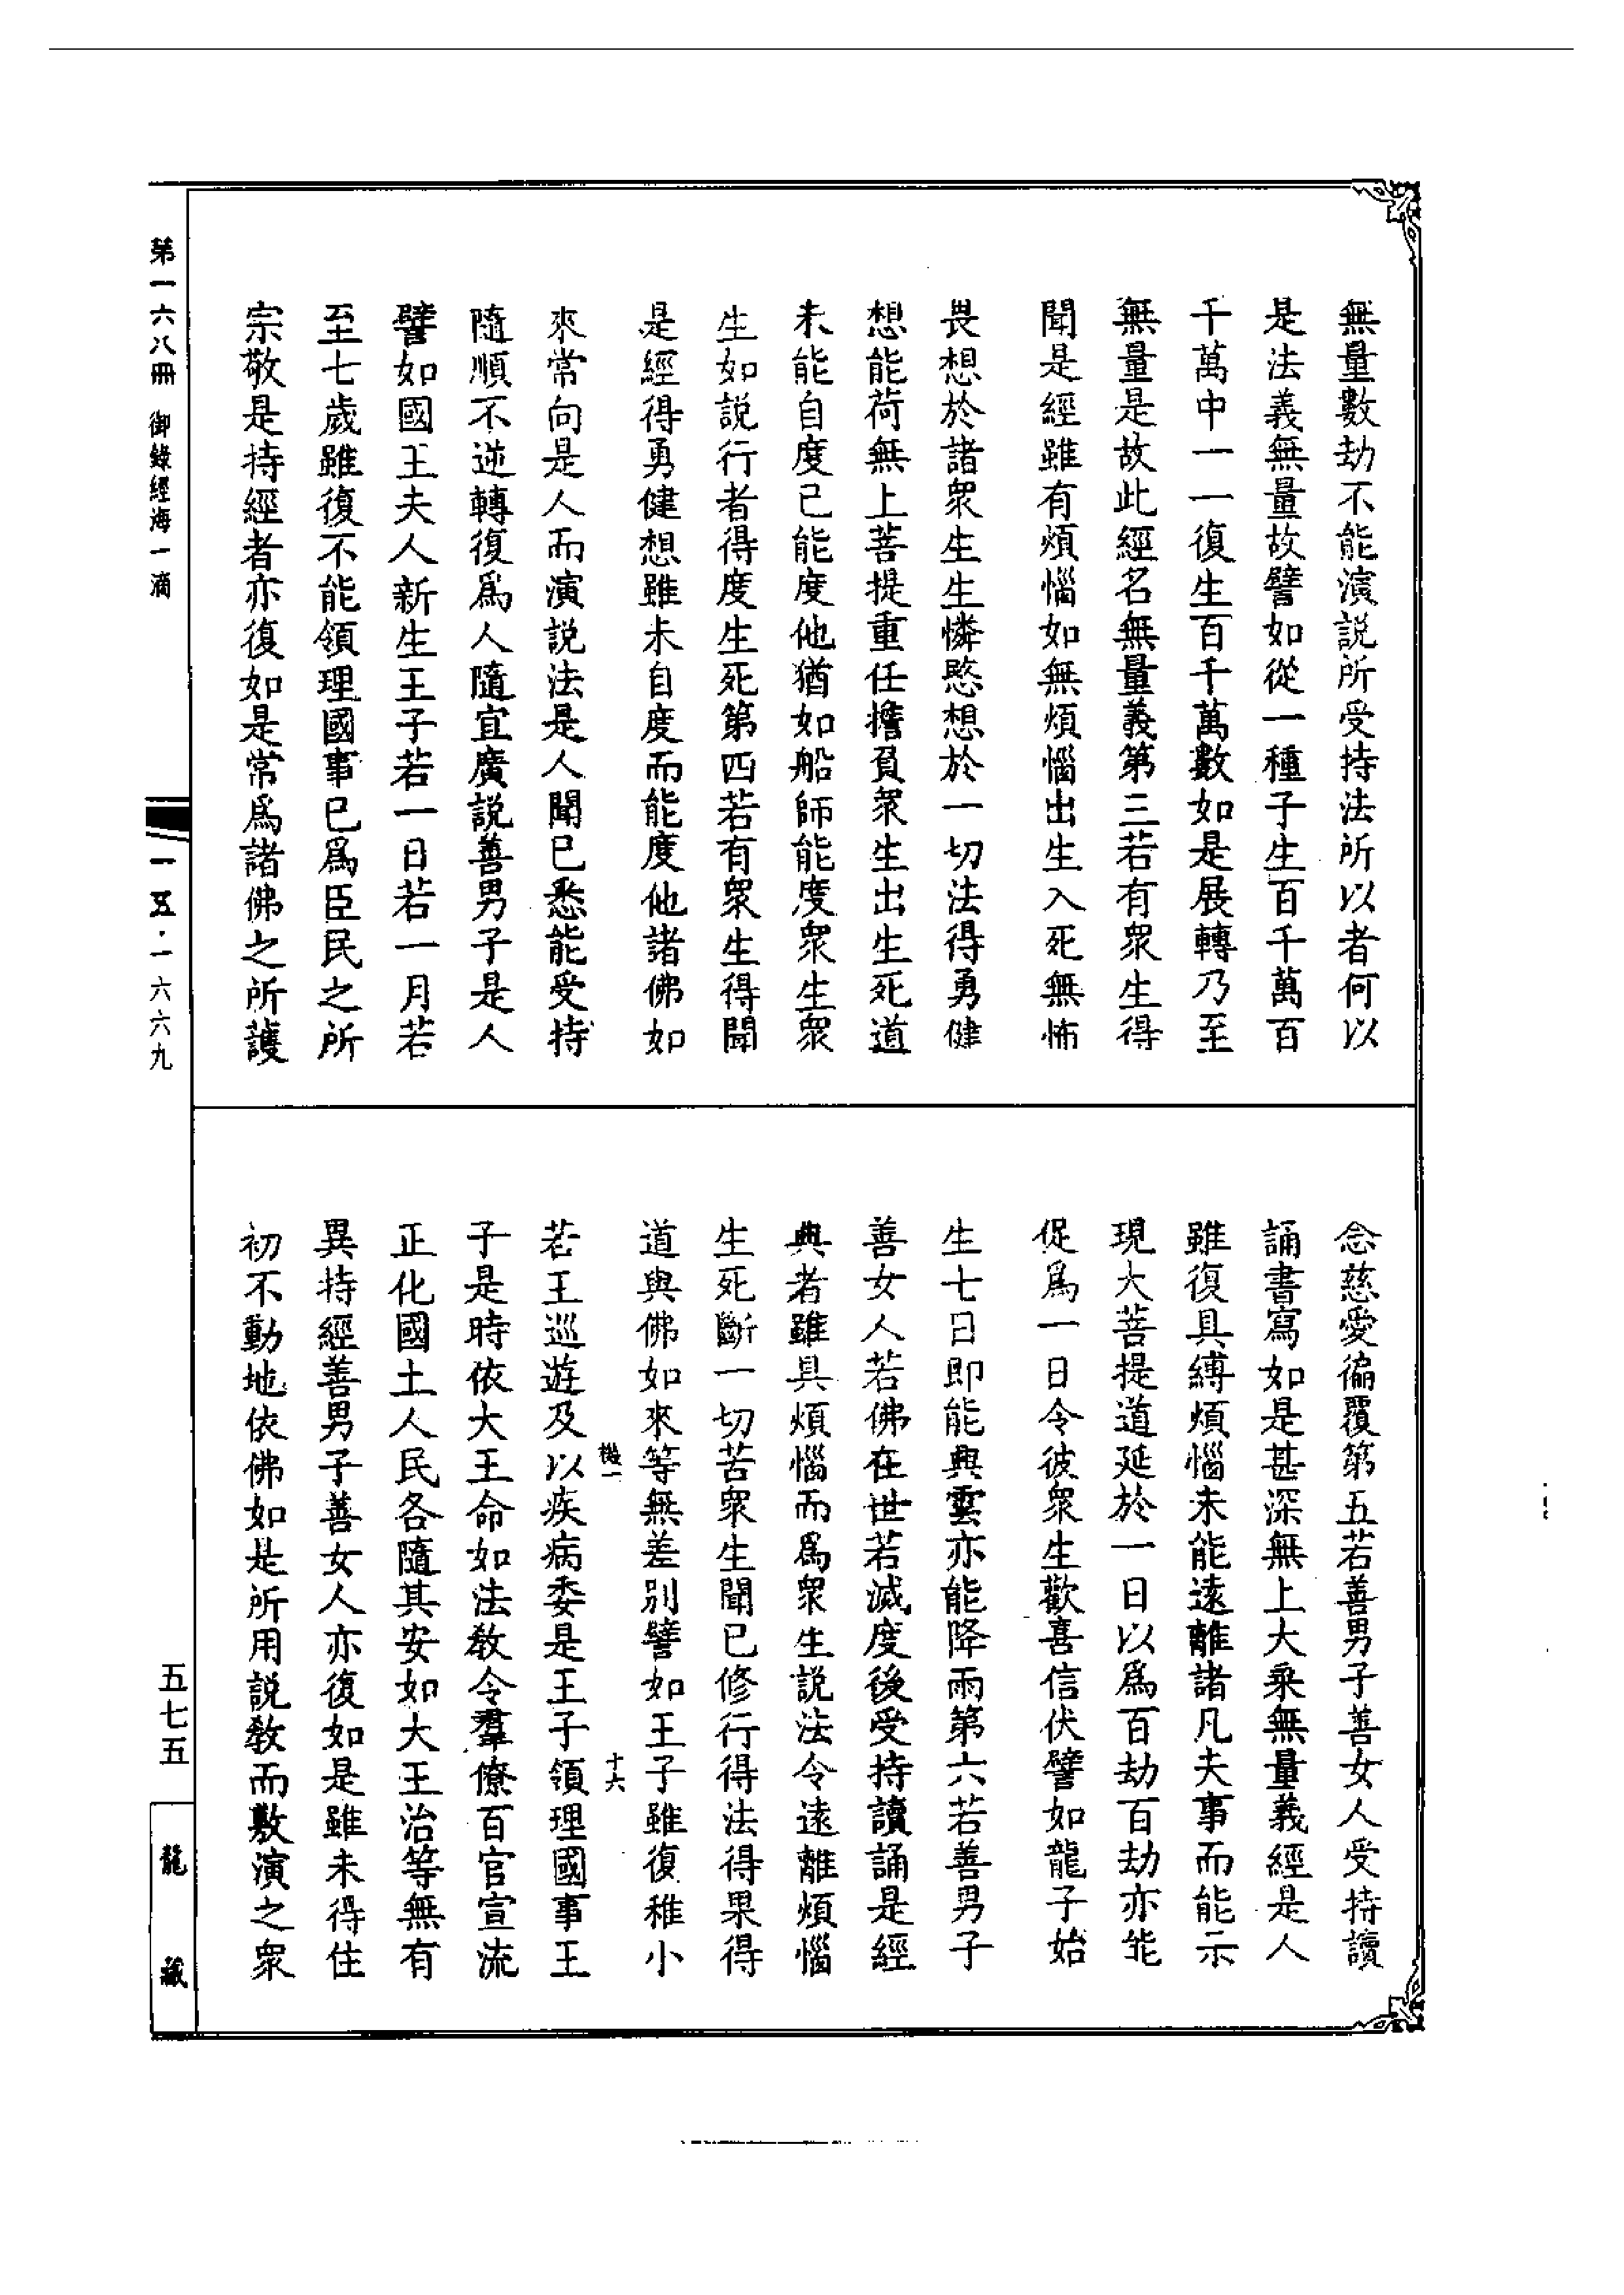 無量數劫不能演説所受持法所以者何以
是法義無量故譬如從一種子生百千萬百
千萬中一一復生百千萬數如是展轉乃至
無量是故此經名無量義第三若有衆生得
聞是經雖有煩惱如無煩惱出生入死無怖
畏想於諸衆生生憐愍想於一切法得勇健
想能荷無上菩提重任擔負衆生出生死道
未能自度已能度他猶如船師能度衆生衆
生如説行者得度生死第四若有衆生得聞
是經得勇健想雖未自度而能度他諸佛如
來常向是人而演説法是人聞已悉能受持
隨順不逆轉復爲人隨宜廣説善男子是人
譬如國王夫人新生王子若一日若一月若
至七歲雖復不能領理國事已爲臣民之所
宗敬是持經者亦復如是常爲諸佛之所護
念慈愛徧覆第五若善男子善女人受持讀
誦書寫如是甚深無上大乘無量義經是人
雖復具縛煩惱未能遠離諸凡夫事而能示
現大菩提道延於一日以爲百劫百劫亦能
促爲一日令彼衆生歡喜信伏譬如龍子始
生七日即能興雲亦能降雨第六若善男子
善女人若佛在世若滅度後受持讀誦是經
典者雖具煩惱而爲衆生説法令遠離煩惱
生死斷一切苦衆生聞已修行得法得果得
道與佛如來等無差別譬如王子雖復稚小
十六
若王巡遊及以疾病委是王子領理國事王
子是時依大王命如法教令羣僚百官宣流
正化國土人民各隨其安如大王治等無有
異持經善男子善女人亦復如是雖未得住
初不動地依佛如是所用説教而敷演之衆
第一六八冊 御錄經海一滴
一五·一六六九
五七五
龍藏